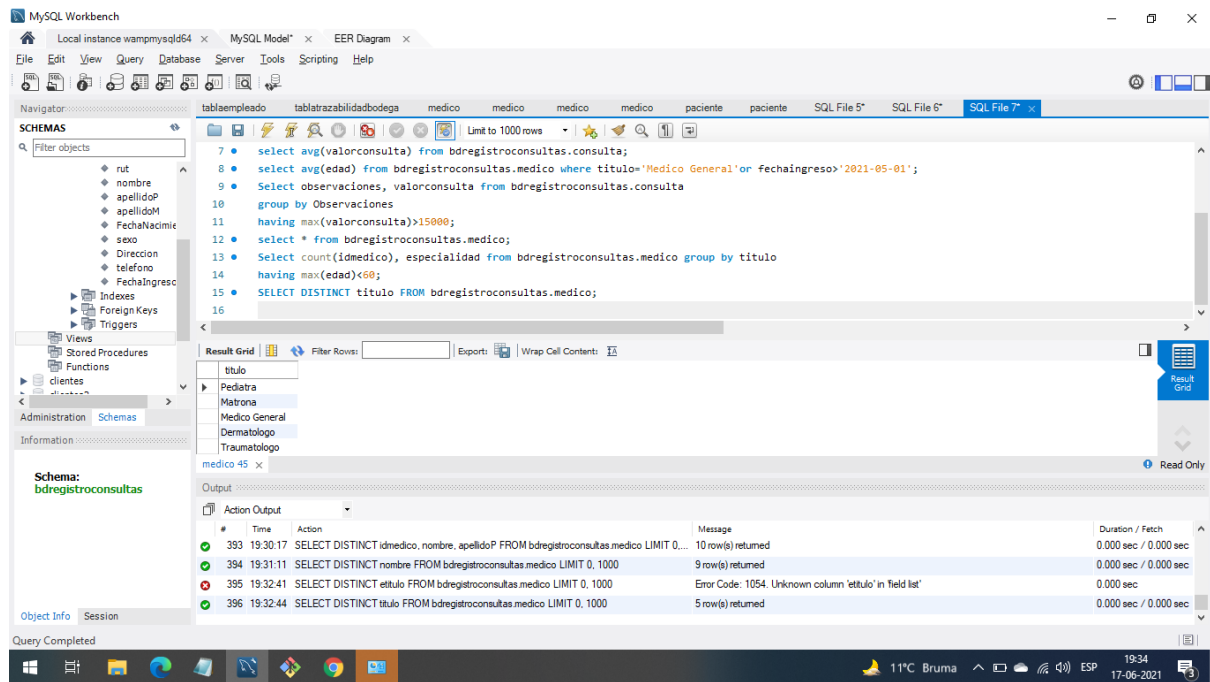 MySQL Workbench
Local instance wampmysqld64 × MySQL Model* × EER Diagram ×
File Edit View Query Database Server Tools Scripting Help
Navigator
tablaempleado tablatrazabilidadbodega medico medico medico medico paciente paciente SQL File 5* SQL File 6* SQL File 7* ×
SCHEMAS
Limit to 1000 rows
Filter objects
rut
nombre
apellidoP
apellidoM
FechaNacimie
sexo
Direccion
telefono
FechaIngresc
Indexes
Foreign Keys
Triggers
Views
Stored Procedures
Functions
clientes
Administration Schemas
Information
Schema:
bdregistroconsultas
Object Info Session
7 select avg(valorconsulta) from bdregistroconsultas.consulta;
8 select avg(edad) from bdregistroconsultas.medico where titulo='Medico General'or fechaingreso>'2021-05-01';
9 Select observaciones, valorconsulta from bdregistroconsultas.consulta
10 group by Observaciones
11 having max(valorconsulta)>15000;
12 select * from bdregistroconsultas.medico;
13 Select count(idmedico), especialidad from bdregistroconsultas.medico group by titulo
14 having max(edad)<60;
15 SELECT DISTINCT titulo FROM bdregistroconsultas.medico;
16
Result Grid Filter Rows: Export: Wrap Cell Content:
titulo
Pediatra
Matrona
Medico General
Dermatologo
Traumatologo
Result
Grid
medico 45 ×
Read Only
Output
Action Output
# Time Action Message Duration / Fetch
393 19:30:17 SELECT DISTINCT idmedico, nombre, apellidoP FROM bdregistroconsultas.medico LIMIT 0,... 10 row(s) returned 0.000 sec / 0.000 sec
394 19:31:11 SELECT DISTINCT nombre FROM bdregistroconsultas.medico LIMIT 0, 1000 9 row(s) returned 0.000 sec / 0.000 sec
395 19:32:41 SELECT DISTINCT etitulo FROM bdregistroconsultas.medico LIMIT 0, 1000 Error Code: 1054. Unknown column 'etitulo' in 'field list' 0.000 sec
396 19:32:44 SELECT DISTINCT titulo FROM bdregistroconsultas.medico LIMIT 0, 1000 5 row(s) returned 0.000 sec / 0.000 sec
Query Completed
11°C Bruma ESP
19:34
17-06-2021
3